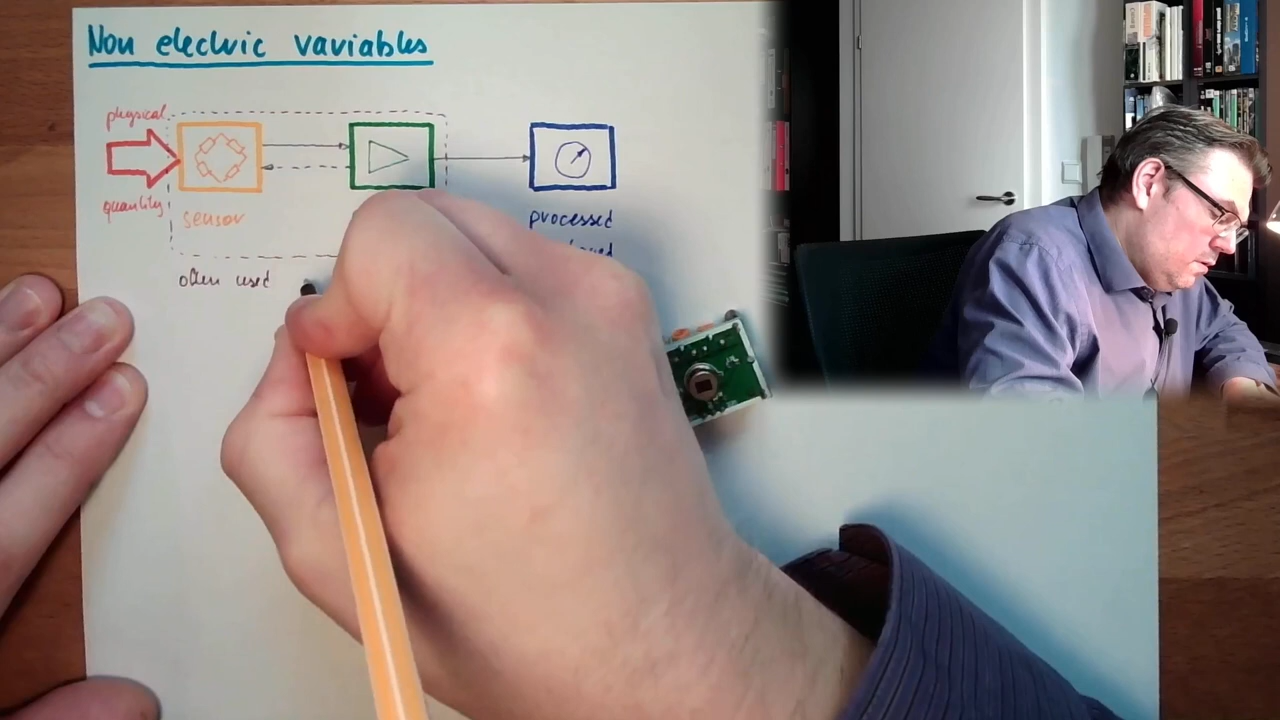 Non electric variables
physical
quantity
sensor
processed
often used